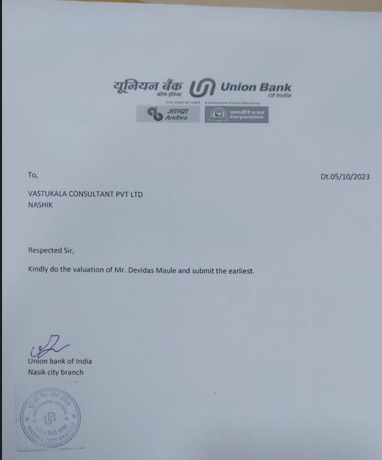 यूनियन बैंक Union Bank
ऑफ इंडिया of India
आन्ध्रा
Andhra Corporation
To, Dt.05/10/2023
VASTUKALA CONSULTANT PVT LTD
NASHIK
Respected Sir,
Kindly do the valuation of Mr. Devidas Maule and submit the earliest.
Union bank of India
Nasik city branch